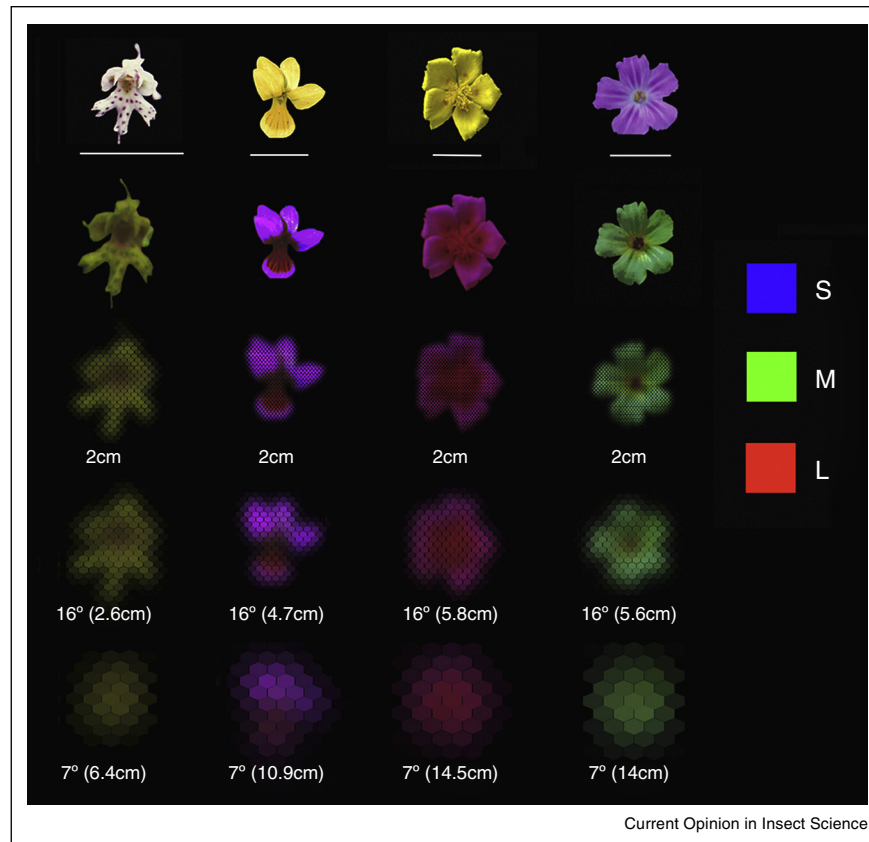 S
M
L
2cm 2cm 2cm 2cm
16º (2.6cm) 16º (4.7cm) 16º (5.8cm) 16º (5.6cm)
7º (6.4cm) 7º (10.9cm) 7º (14.5cm) 7º (14cm)
Current Opinion in Insect Science